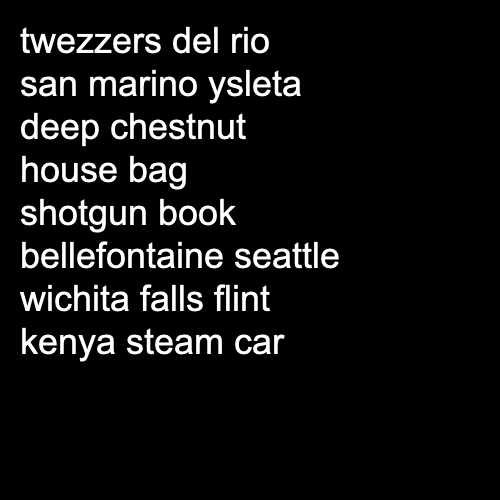 twezzers del rio
san marino ysleta
deep chestnut
house bag
shotgun book
bellefontaine seattle
wichita falls flint
kenya steam car